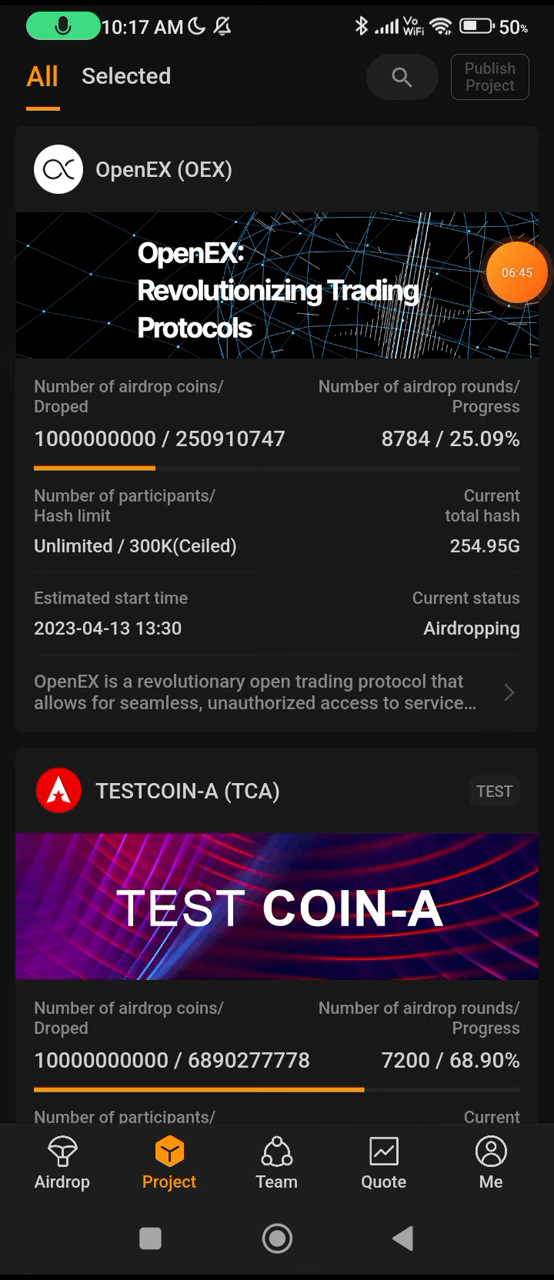 10:17 AM
Vo
WiFi
50%
All
Selected
Publish
Project
OpenEX (OEX)
OpenEX:
Revolutionizing Trading
Protocols
06:45
Number of airdrop coins/
Droped
Number of airdrop rounds/
Progress
1000000000 / 250910747
8784 / 25.09%
Number of participants/
Hash limit
Current
total hash
Unlimited / 300K(Ceiled)
254.95G
Estimated start time
Current status
2023-04-13 13:30
Airdropping
OpenEX is a revolutionary open trading protocol that
allows for seamless, unauthorized access to service...
TESTCOIN-A (TCA)
TEST
TEST COIN-A
Number of airdrop coins/
Droped
Number of airdrop rounds/
Progress
10000000000 / 6890277778
7200 / 68.90%
Number of participants/
Current
Airdrop
Project
Team
Quote
Me